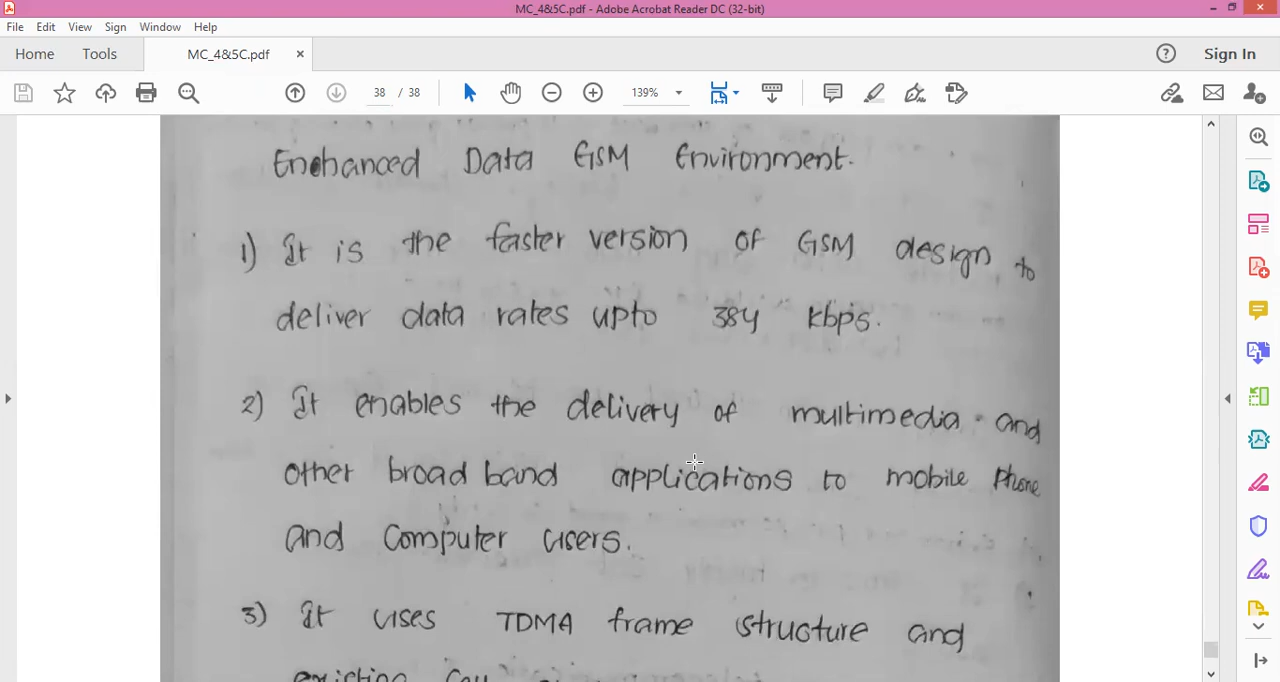 MC_4&5C.pdf - Adobe Acrobat Reader DC (32-bit)
File Edit View Sign Window Help
Home Tools MC_4&5C.pdf × Sign In
38 / 38 139%
Enhanced Data GSM Environment.
1) It is the faster version of GSM design to
deliver data rates upto 384 kbps.
2) It enables the delivery of multimedia and
other broad band applications to mobile phone
and computer users.
3) It uses TDMA frame structure and